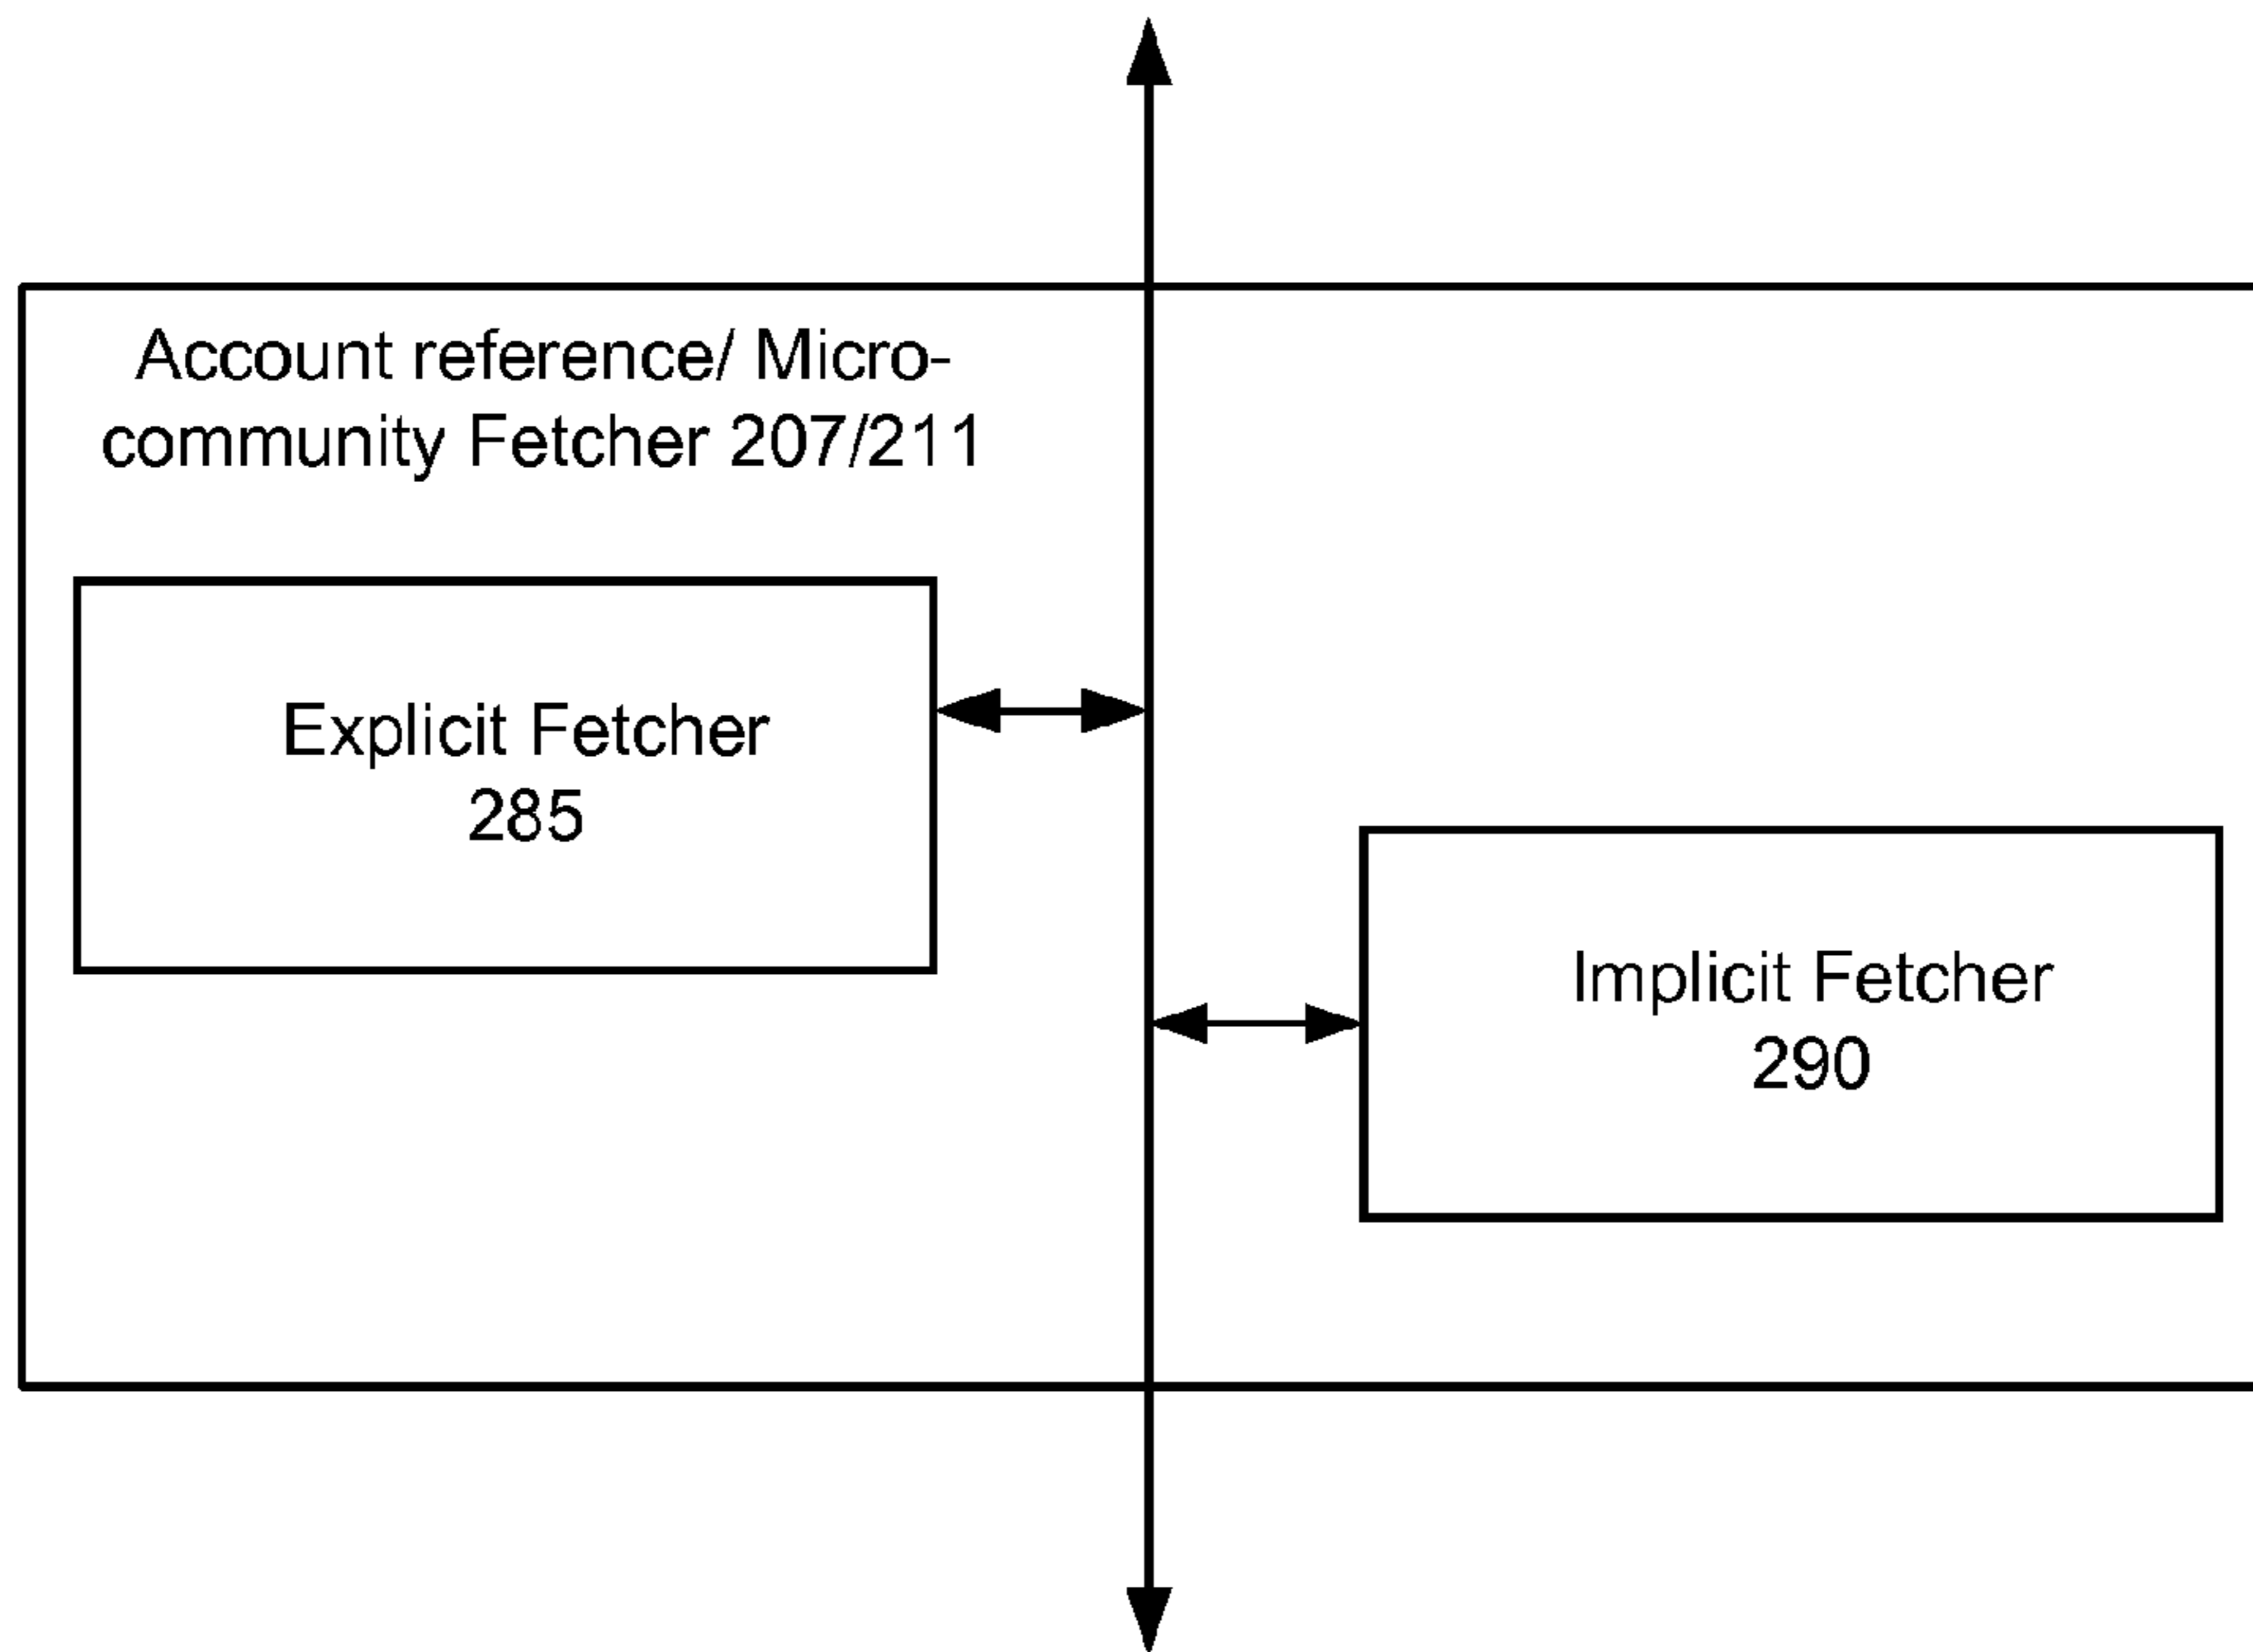 Account reference/ Micro-
community Fetcher 207/211
Explicit Fetcher
285
Implicit Fetcher
290